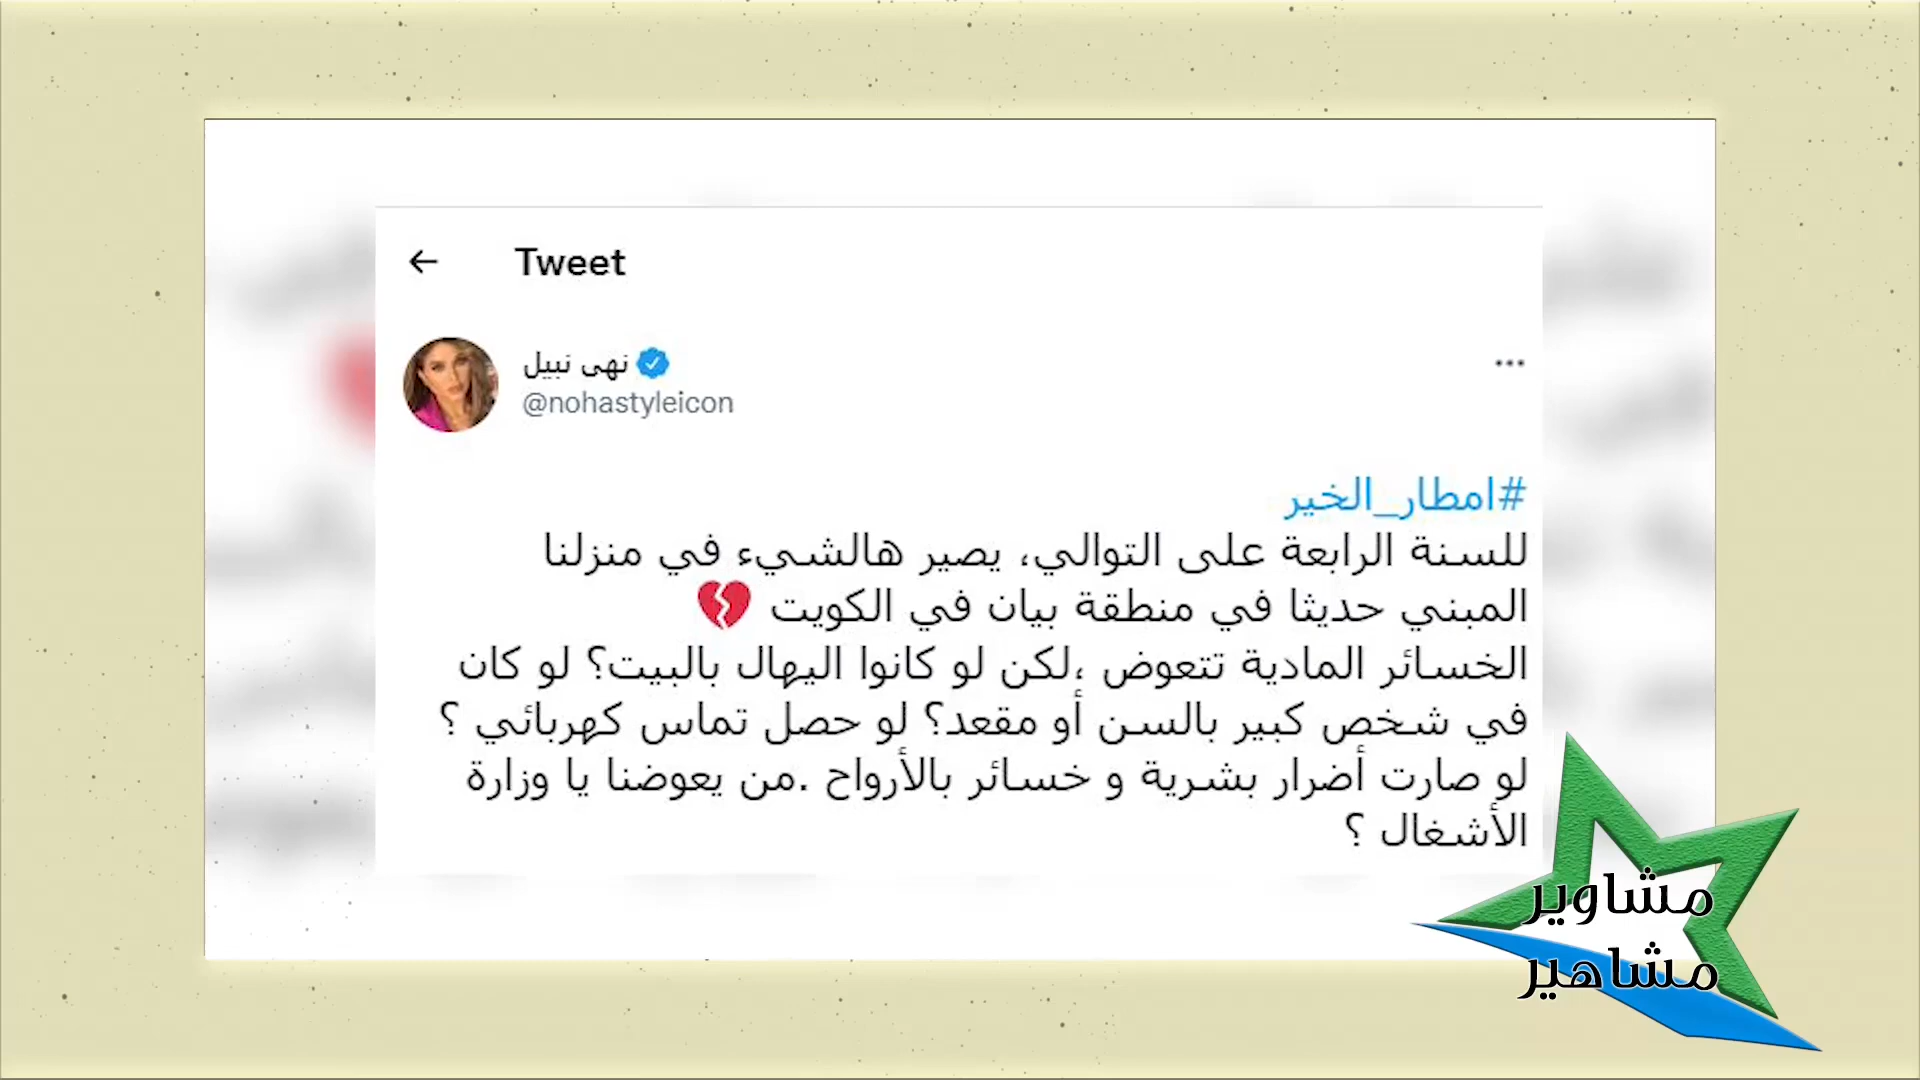 Tweet
نهى نبيل
@nohastyleicon
#امطار_الخير
للسنة الرابعة على التوالي، يصير هالشيء في منزلنا
المبني حديثا في منطقة بيان في الكويت 💔
الخسائر المادية تتعوض ،لكن لو كانوا اليهال بالبيت؟ لو كان
في شخص كبير بالسن أو مقعد؟ لو حصل تماس كهربائي ؟
لو صارت أضرار بشرية و خسائر بالأرواح .من يعوضنا يا وزارة
الأشغال ؟
مشاوير
مشاهير